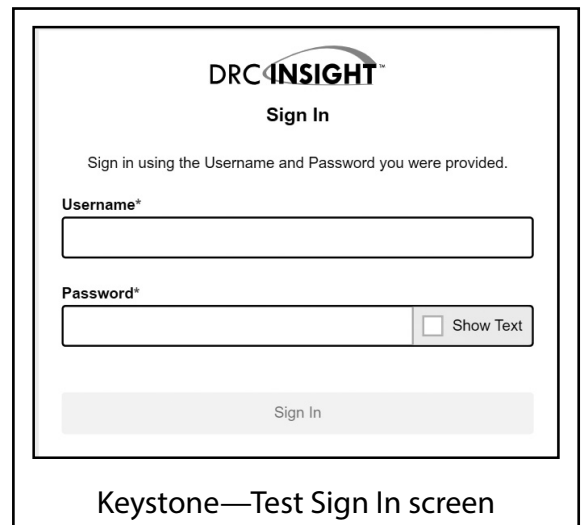 DRC INSIGHT™
Sign In
Sign in using the Username and Password you were provided.
Username*
Password*
Show Text
Sign In
Keystone—Test Sign In screen